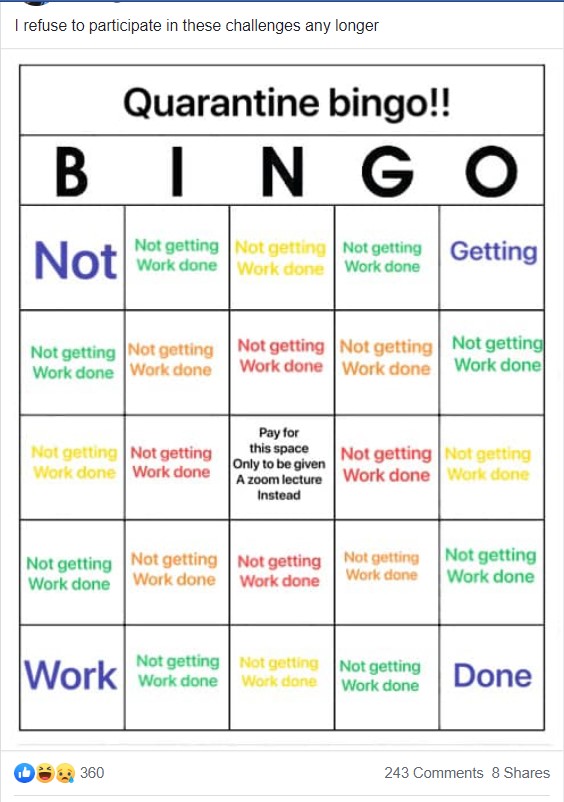 I refuse to participate in these challenges any longer
Quarantine bingo!!
B I N G O
Not
Not getting
Work done
Not getting
Work done
Not getting
Work done
Getting
Not getting
Work done
Not getting
Work done
Not getting
Work done
Not getting
Work done
Not getting
Work done
Not getting
Work done
Not getting
Work done
Pay for
this space
Only to be given
A zoom lecture
Instead
Not getting
Work done
Not getting
Work done
Not getting
Work done
Not getting
Work done
Not getting
Work done
Not getting
Work done
Not getting
Work done
Work
Not getting
Work done
Not getting
Work done
Not getting
Work done
Done
360
243 Comments 8 Shares